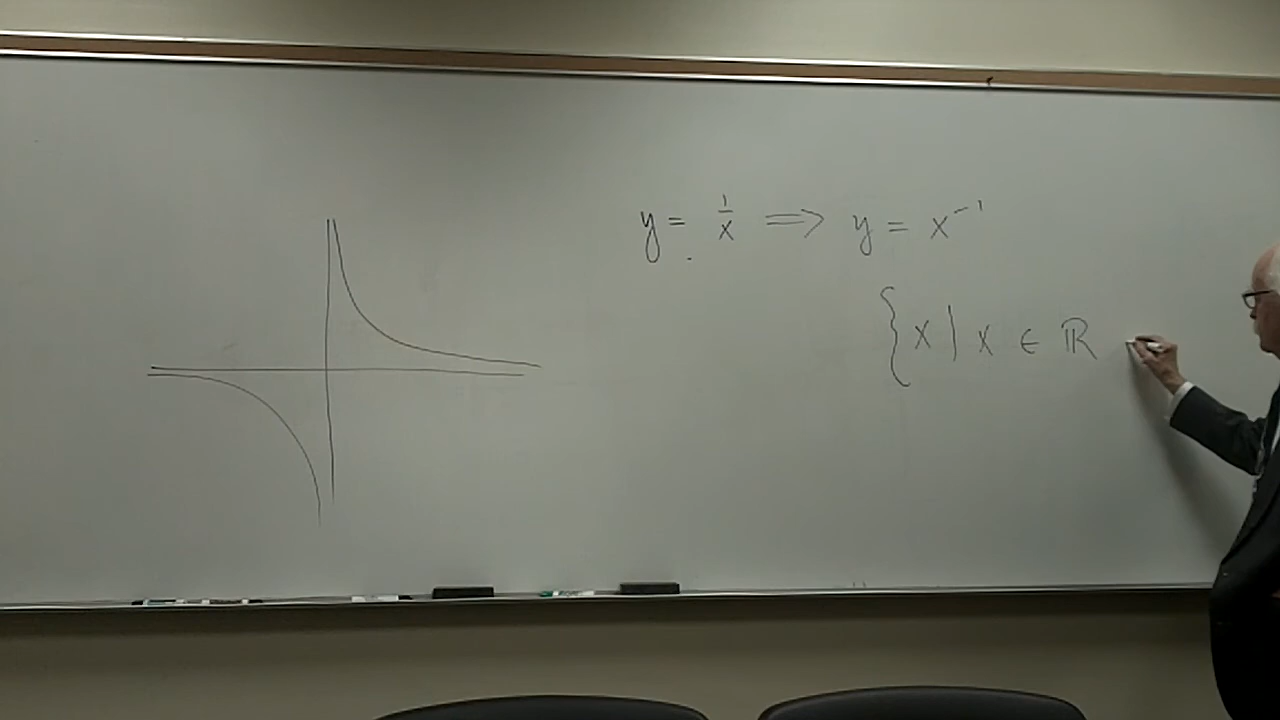 y = 1/x ⟹ y = x⁻¹
{x | x ∈ ℝ